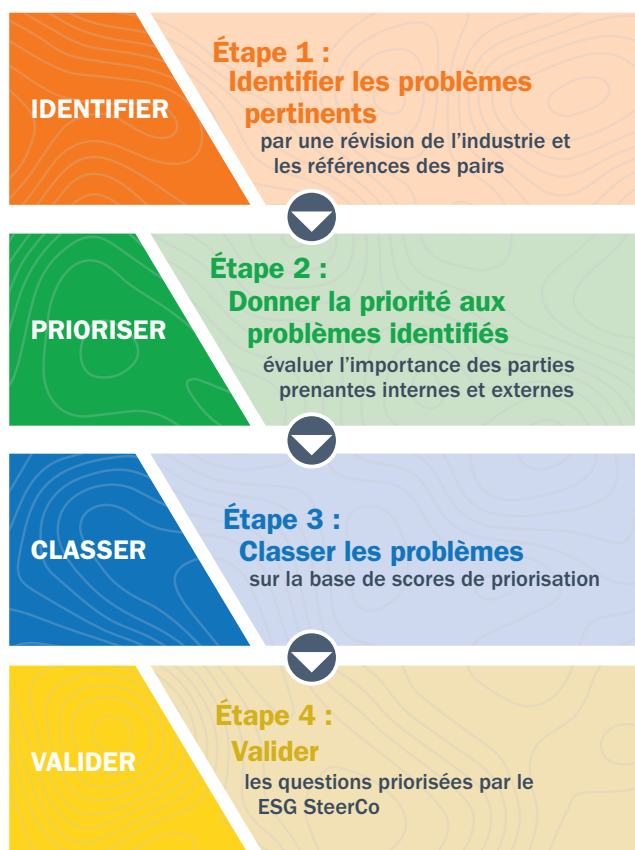 IDENTIFIER
Étape 1 :
Identifier les problèmes
pertinents
par une révision de l’industrie et
les références des pairs
PRIORISER
Étape 2 :
Donner la priorité aux
problèmes identifiés
évaluer l’importance des parties
prenantes internes et externes
CLASSER
Étape 3 :
Classer les problèmes
sur la base de scores de priorisation
VALIDER
Étape 4 :
Valider
les questions priorisées par le
ESG SteerCo